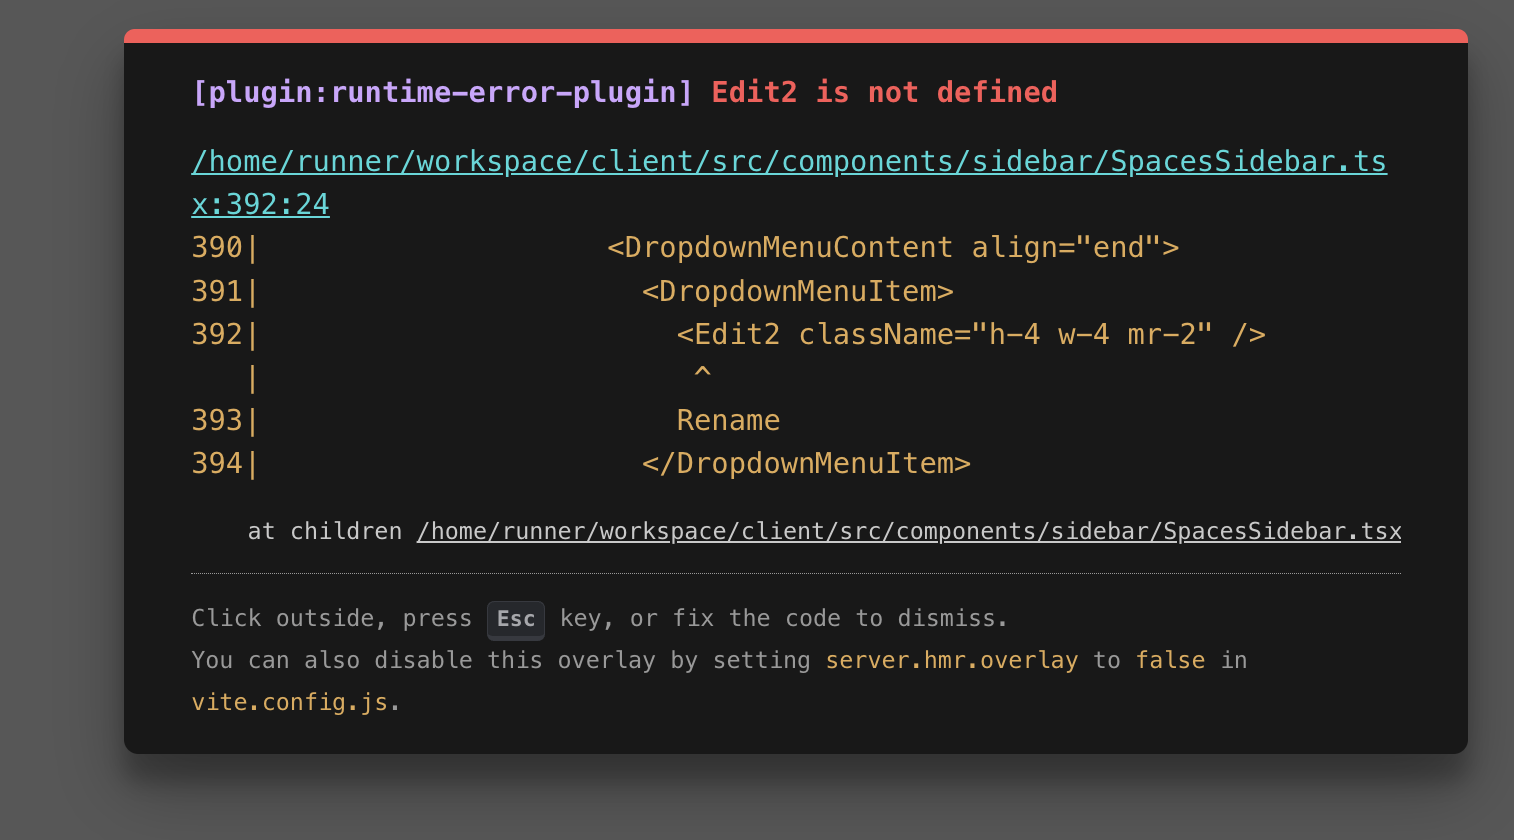 [plugin:runtime-error-plugin] Edit2 is not defined
/home/runner/workspace/client/src/components/sidebar/SpacesSidebar.ts
x:392:24
390|                    <DropdownMenuContent align="end">
391|                      <DropdownMenuItem>
392|                        <Edit2 className="h-4 w-4 mr-2" />
   |                         ^
393|                        Rename
394|                      </DropdownMenuItem>
at children /home/runner/workspace/client/src/components/sidebar/SpacesSidebar.tsx
Click outside, press Esc key, or fix the code to dismiss.
You can also disable this overlay by setting server.hmr.overlay to false in
vite.config.js.